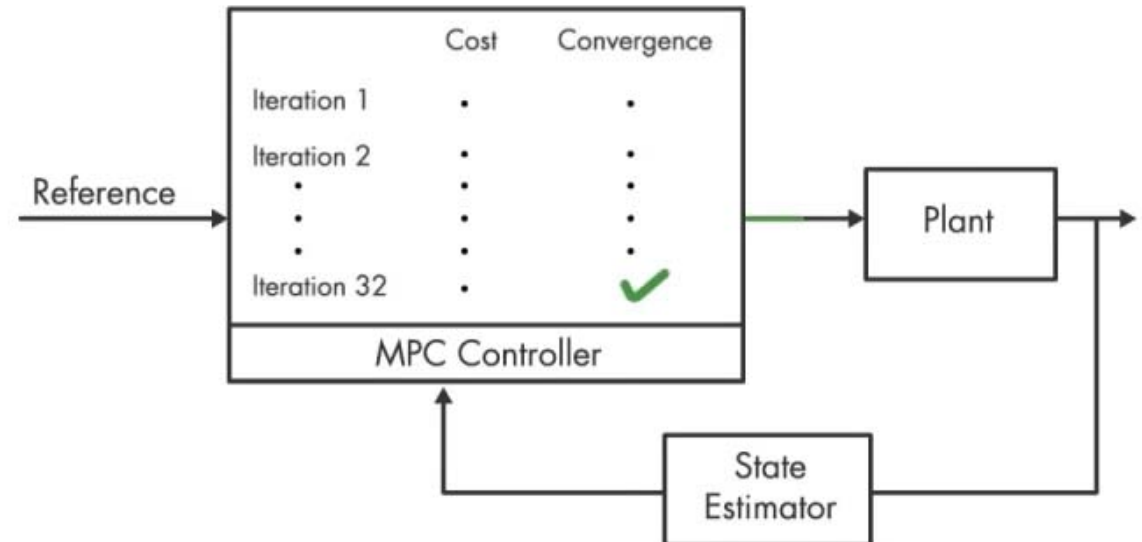 Cost Convergence
Iteration 1
Iteration 2
Reference
Plant
Iteration 32
MPC Controller
State
Estimator